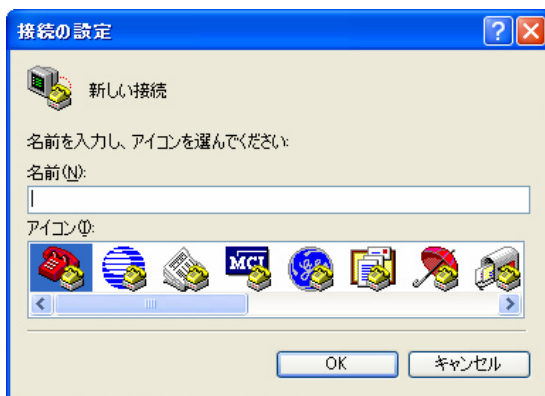 接続の設定
新しい接続
名前を入力し、アイコンを選んでください:
名前(N):
アイコン(I):
MCI
OK
キャンセル